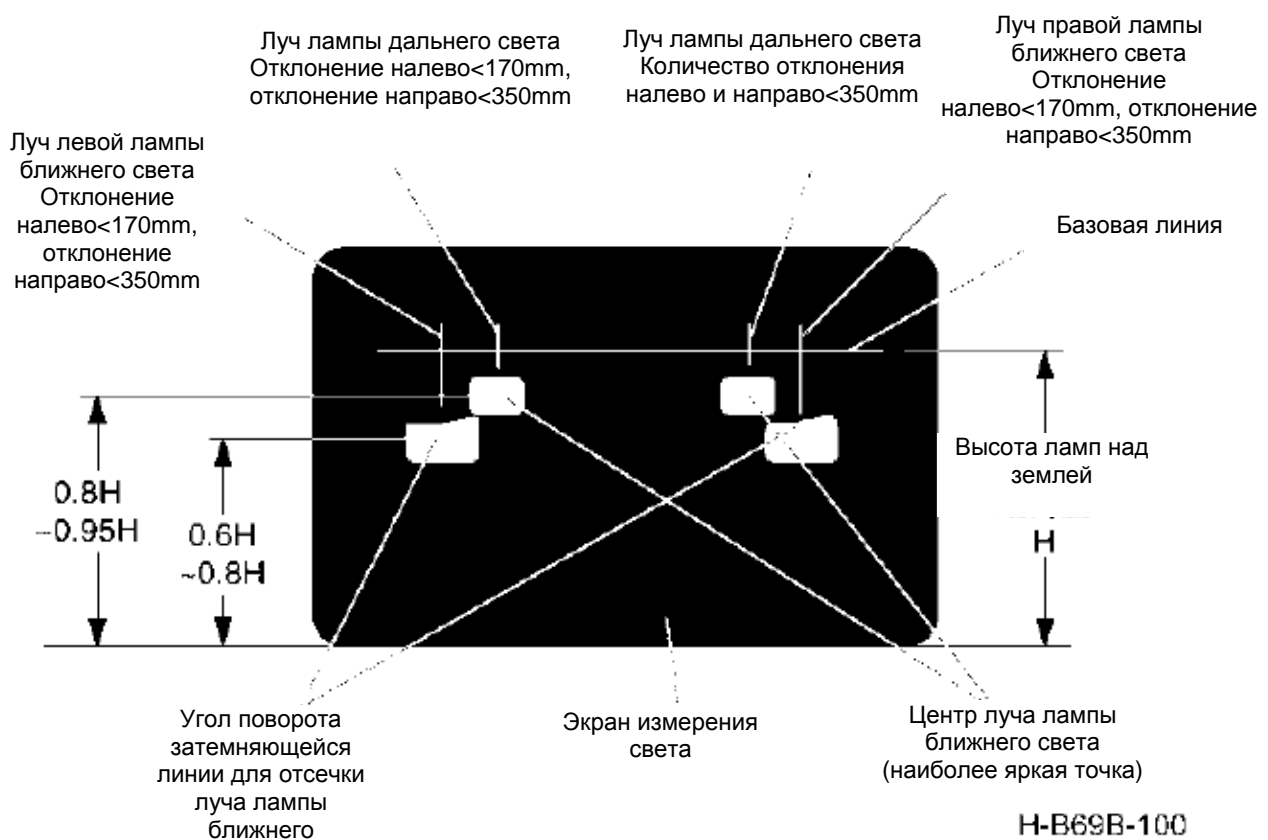 Луч лампы дальнего света
Отклонение налево<170mm,
отклонение направо<350mm
Луч лампы дальнего света
Количество отклонения
налево и направо<350mm
Луч правой лампы
ближнего света
Отклонение
налево<170mm, отклонение
направо<350mm
Луч левой лампы
ближнего света
Отклонение
налево<170mm,
отклонение
направо<350mm
Базовая линия
0.8H
~0.95H
0.6H
~0.8H
Высота ламп над
землей
H
Угол поворота
затемняющейся
линии для отсечки
луча лампы
ближнего
Экран измерения
света
Центр луча лампы
ближнего света
(наиболее яркая точка)
H-B69B-100